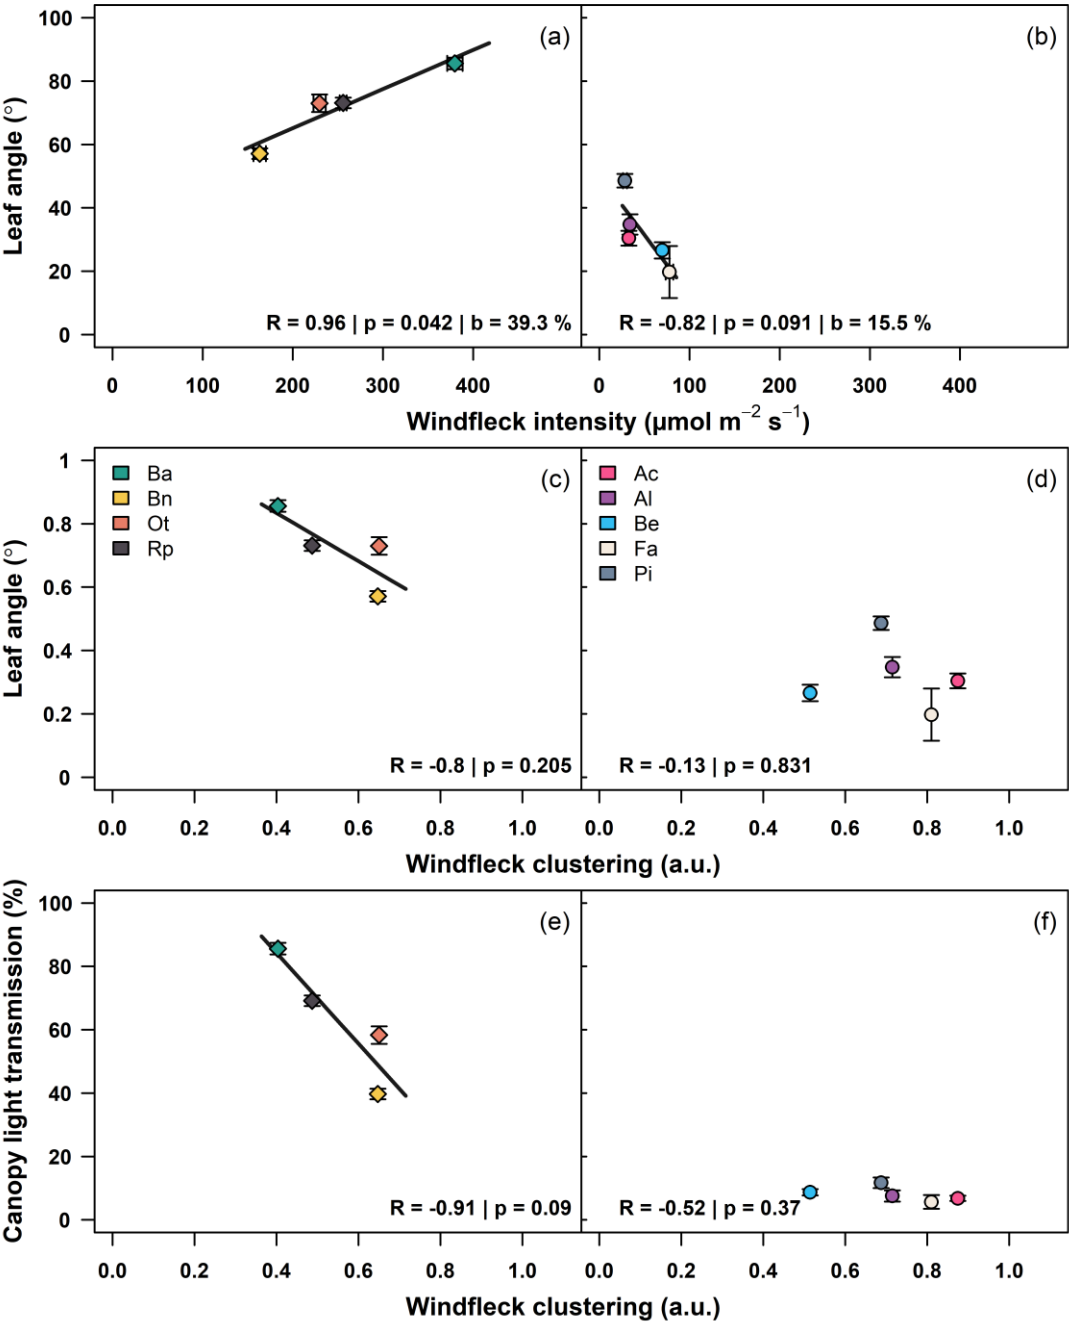 Leaf angle (°)
100
80
60
40
20
0
(a)
(b)
R = 0.96 | p = 0.042 | b = 39.3 %
R = -0.82 | p = 0.091 | b = 15.5 %
0 100 200 300 400
0 100 200 300 400
Windfleck intensity (µmol m⁻² s⁻¹)
Leaf angle (°)
1
0.8
0.6
0.4
0.2
0
Ba
Bn
Ot
Rp
(c)
Ac
Al
Be
Fa
Pi
(d)
R = -0.8 | p = 0.205
R = -0.13 | p = 0.831
0.0 0.2 0.4 0.6 0.8 1.0
0.0 0.2 0.4 0.6 0.8 1.0
Windfleck clustering (a.u.)
Canopy light transmission (%)
100
80
60
40
20
0
(e)
(f)
R = -0.91 | p = 0.09
R = -0.52 | p = 0.37
0.0 0.2 0.4 0.6 0.8 1.0
0.0 0.2 0.4 0.6 0.8 1.0
Windfleck clustering (a.u.)